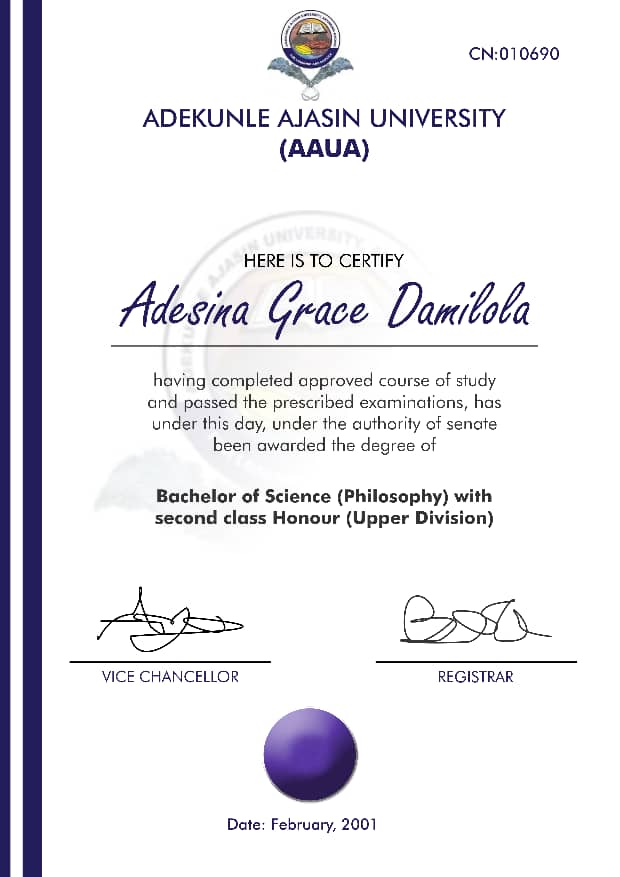 CN:010690
ADEKUNLE AJASIN UNIVERSITY
(AAUA)
HERE IS TO CERTIFY
Adesina Grace Damilola
having completed approved course of study
and passed the prescribed examinations, has
under this day, under the authority of senate
been awarded the degree of
Bachelor of Science (Philosophy) with
second class Honour (Upper Division)
VICE CHANCELLOR
REGISTRAR
Date: February, 2001